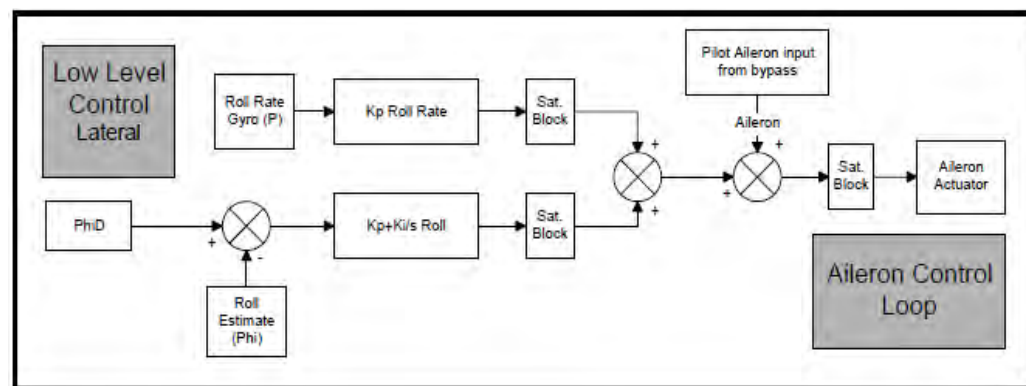 Low Level
Control
Lateral
Roll Rate
Gyro (P)
Kp Roll Rate
Sat.
Block
Pilot Aileron input
from bypass
Aileron
+
+
+
+
Sat.
Block
Aileron
Actuator
PhiD
+
-
Kp+Ki/s Roll
Sat.
Block
Roll
Estimate
(Phi)
Aileron Control
Loop